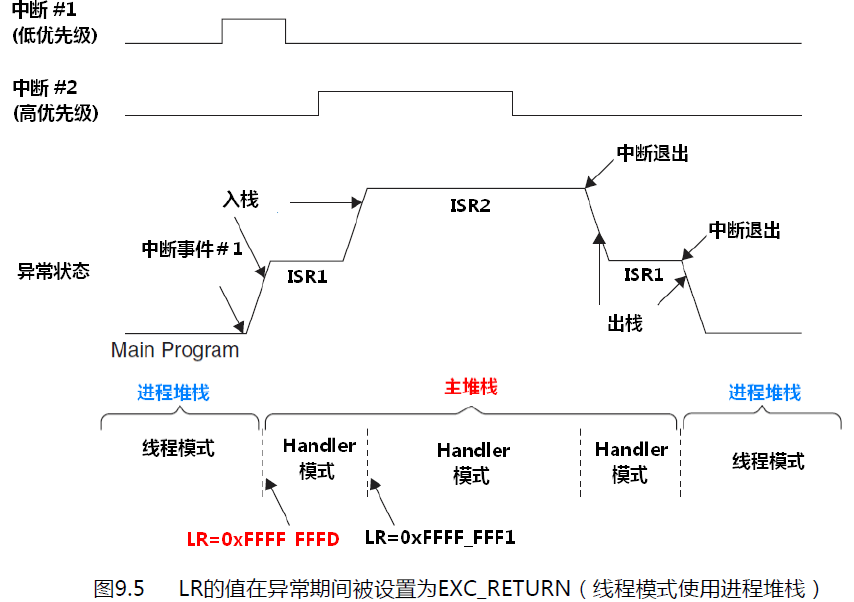 中断 #1
(低优先级)
中断 #2
(高优先级)
中断退出
入栈
ISR2
中断退出
中断事件＃1
异常状态
ISR1
ISR1
出栈
Main Program
进程堆栈
主堆栈
进程堆栈
线程模式
Handler
模式
Handler
模式
Handler
模式
线程模式
LR=0xFFFF_FFFD
LR=0xFFFF_FFF1
图9.5 LR的值在异常期间被设置为EXC_RETURN（线程模式使用进程堆栈）